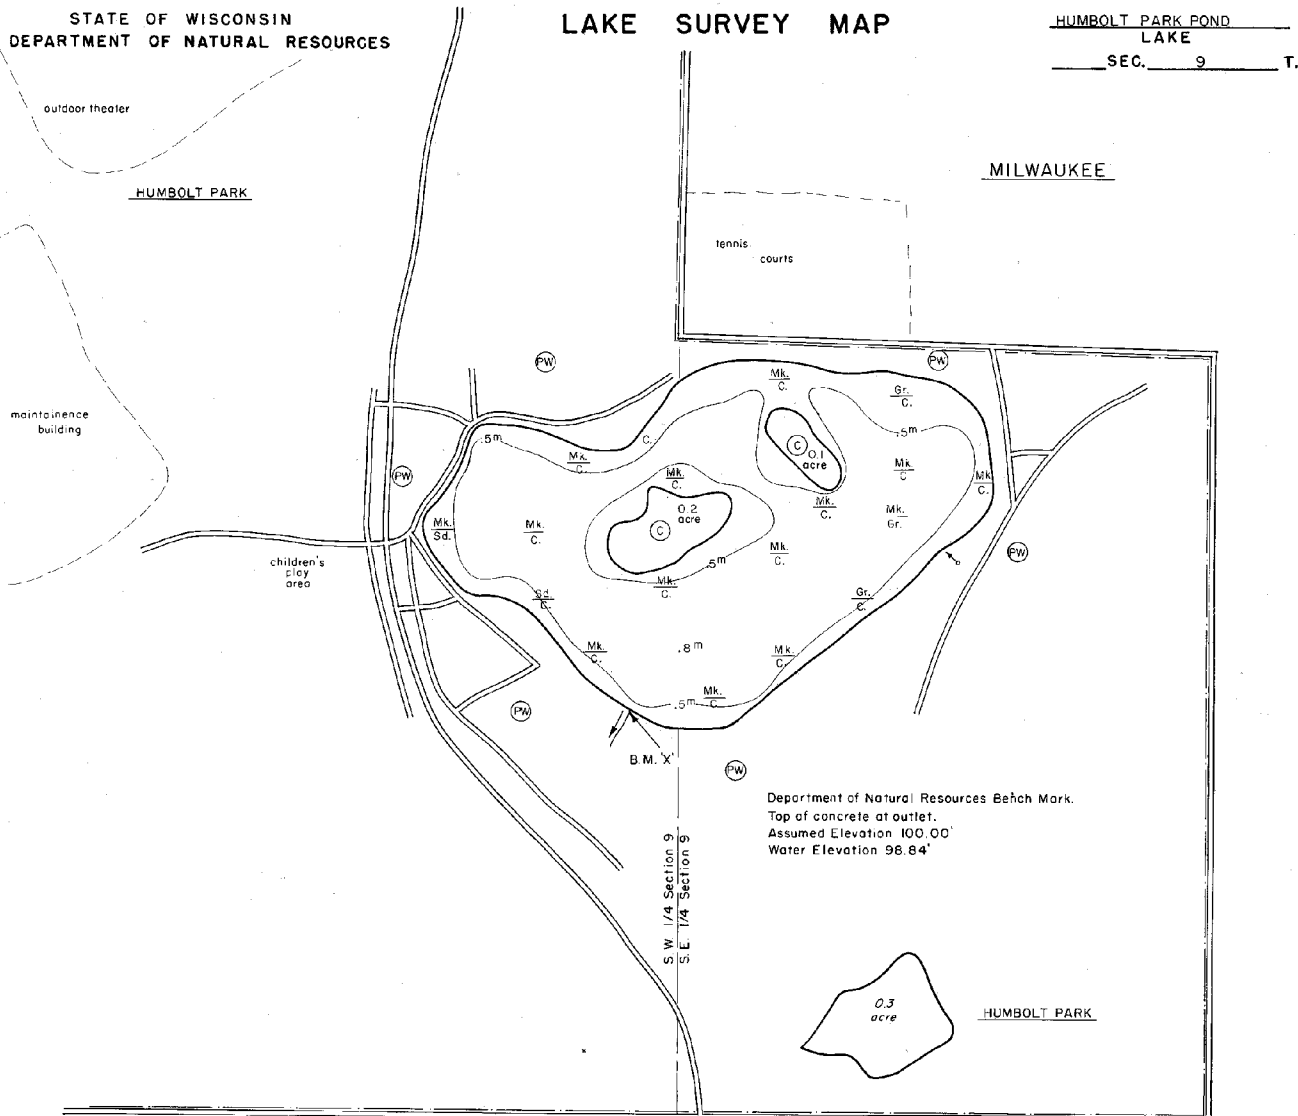 STATE OF WISCONSIN
DEPARTMENT OF NATURAL RESOURCES
LAKE SURVEY MAP
HUMBOLT PARK POND
LAKE
SEC. 9 T.
outdoor theater
HUMBOLT PARK
MILWAUKEE
tennis
courts
PW
PW
Mk.
C.
Gr.
C.
maintainence
building
.5m
C.
C
0.1
acre
.5m
Mk.
C.
Mk.
C
PW
Mk.
C.
Mk.
C.
0.2
acre
C
Mk.
C.
Mk.
Gr.
Mk.
Sd.
Mk.
C.
Mk.
C.
PW
children's
play
area
.5m
Mk.
C.
Sd.
C.
Gr.
C.
Mk.
C.
.8m
Mk.
C.
Mk.
C
.5m
PW
B.M. 'X'
PW
Department of Natural Resources Bench Mark.
Top of concrete at outlet.
Assumed Elevation 100.00'
Water Elevation 98.84'
S.W. 1/4 Section 9
S.E. 1/4 Section 9
0.3
acre
HUMBOLT PARK